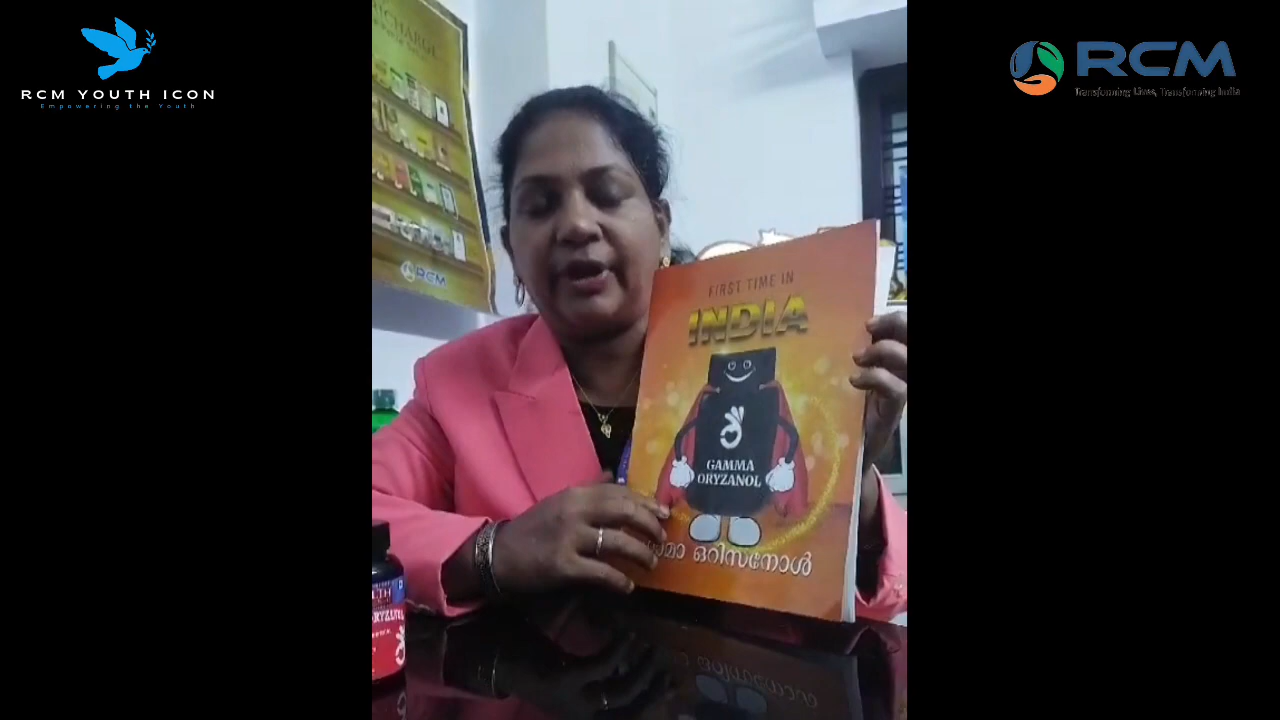 RCM YOUTH ICON
Empowering the Youth
RCM
Transforming Lives, Transforming India
RCM
FIRST TIME IN
INDIA
GAMMA
ORYZANOL
ഒറിസനോൾ